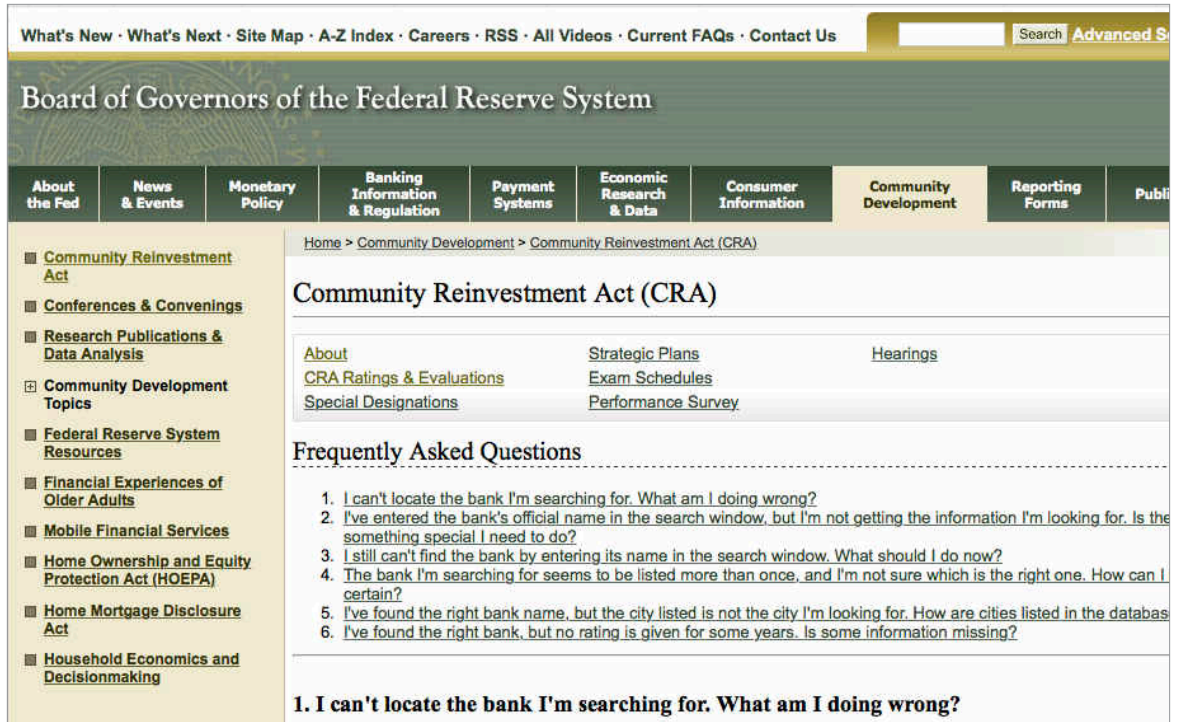 What's New · What's Next · Site Map · A-Z Index · Careers · RSS · All Videos · Current FAQs · Contact Us
Search Advanced
Board of Governors of the Federal Reserve System
About the Fed
News & Events
Monetary Policy
Banking Information & Regulation
Payment Systems
Economic Research & Data
Consumer Information
Community Development
Reporting Forms
Home > Community Development > Community Reinvestment Act (CRA)
Community Reinvestment
Act
Conferences & Convenings
Research Publications &
Data Analysis
Community Development
Topics
Federal Reserve System
Resources
Financial Experiences of
Older Adults
Mobile Financial Services
Home Ownership and Equity
Protection Act (HOEPA)
Home Mortgage Disclosure
Act
Household Economics and
Decisionmaking
Community Reinvestment Act (CRA)
About Strategic Plans Hearings
CRA Ratings & Evaluations Exam Schedules
Special Designations Performance Survey
Frequently Asked Questions
1. I can't locate the bank I'm searching for. What am I doing wrong?
2. I've entered the bank's official name in the search window, but I'm not getting the information I'm looking for. Is the
something special I need to do?
3. I still can't find the bank by entering its name in the search window. What should I do now?
4. The bank I'm searching for seems to be listed more than once, and I'm not sure which is the right one. How can I
certain?
5. I've found the right bank name, but the city listed is not the city I'm looking for. How are cities listed in the databas
6. I've found the right bank, but no rating is given for some years. Is some information missing?
1. I can't locate the bank I'm searching for. What am I doing wrong?